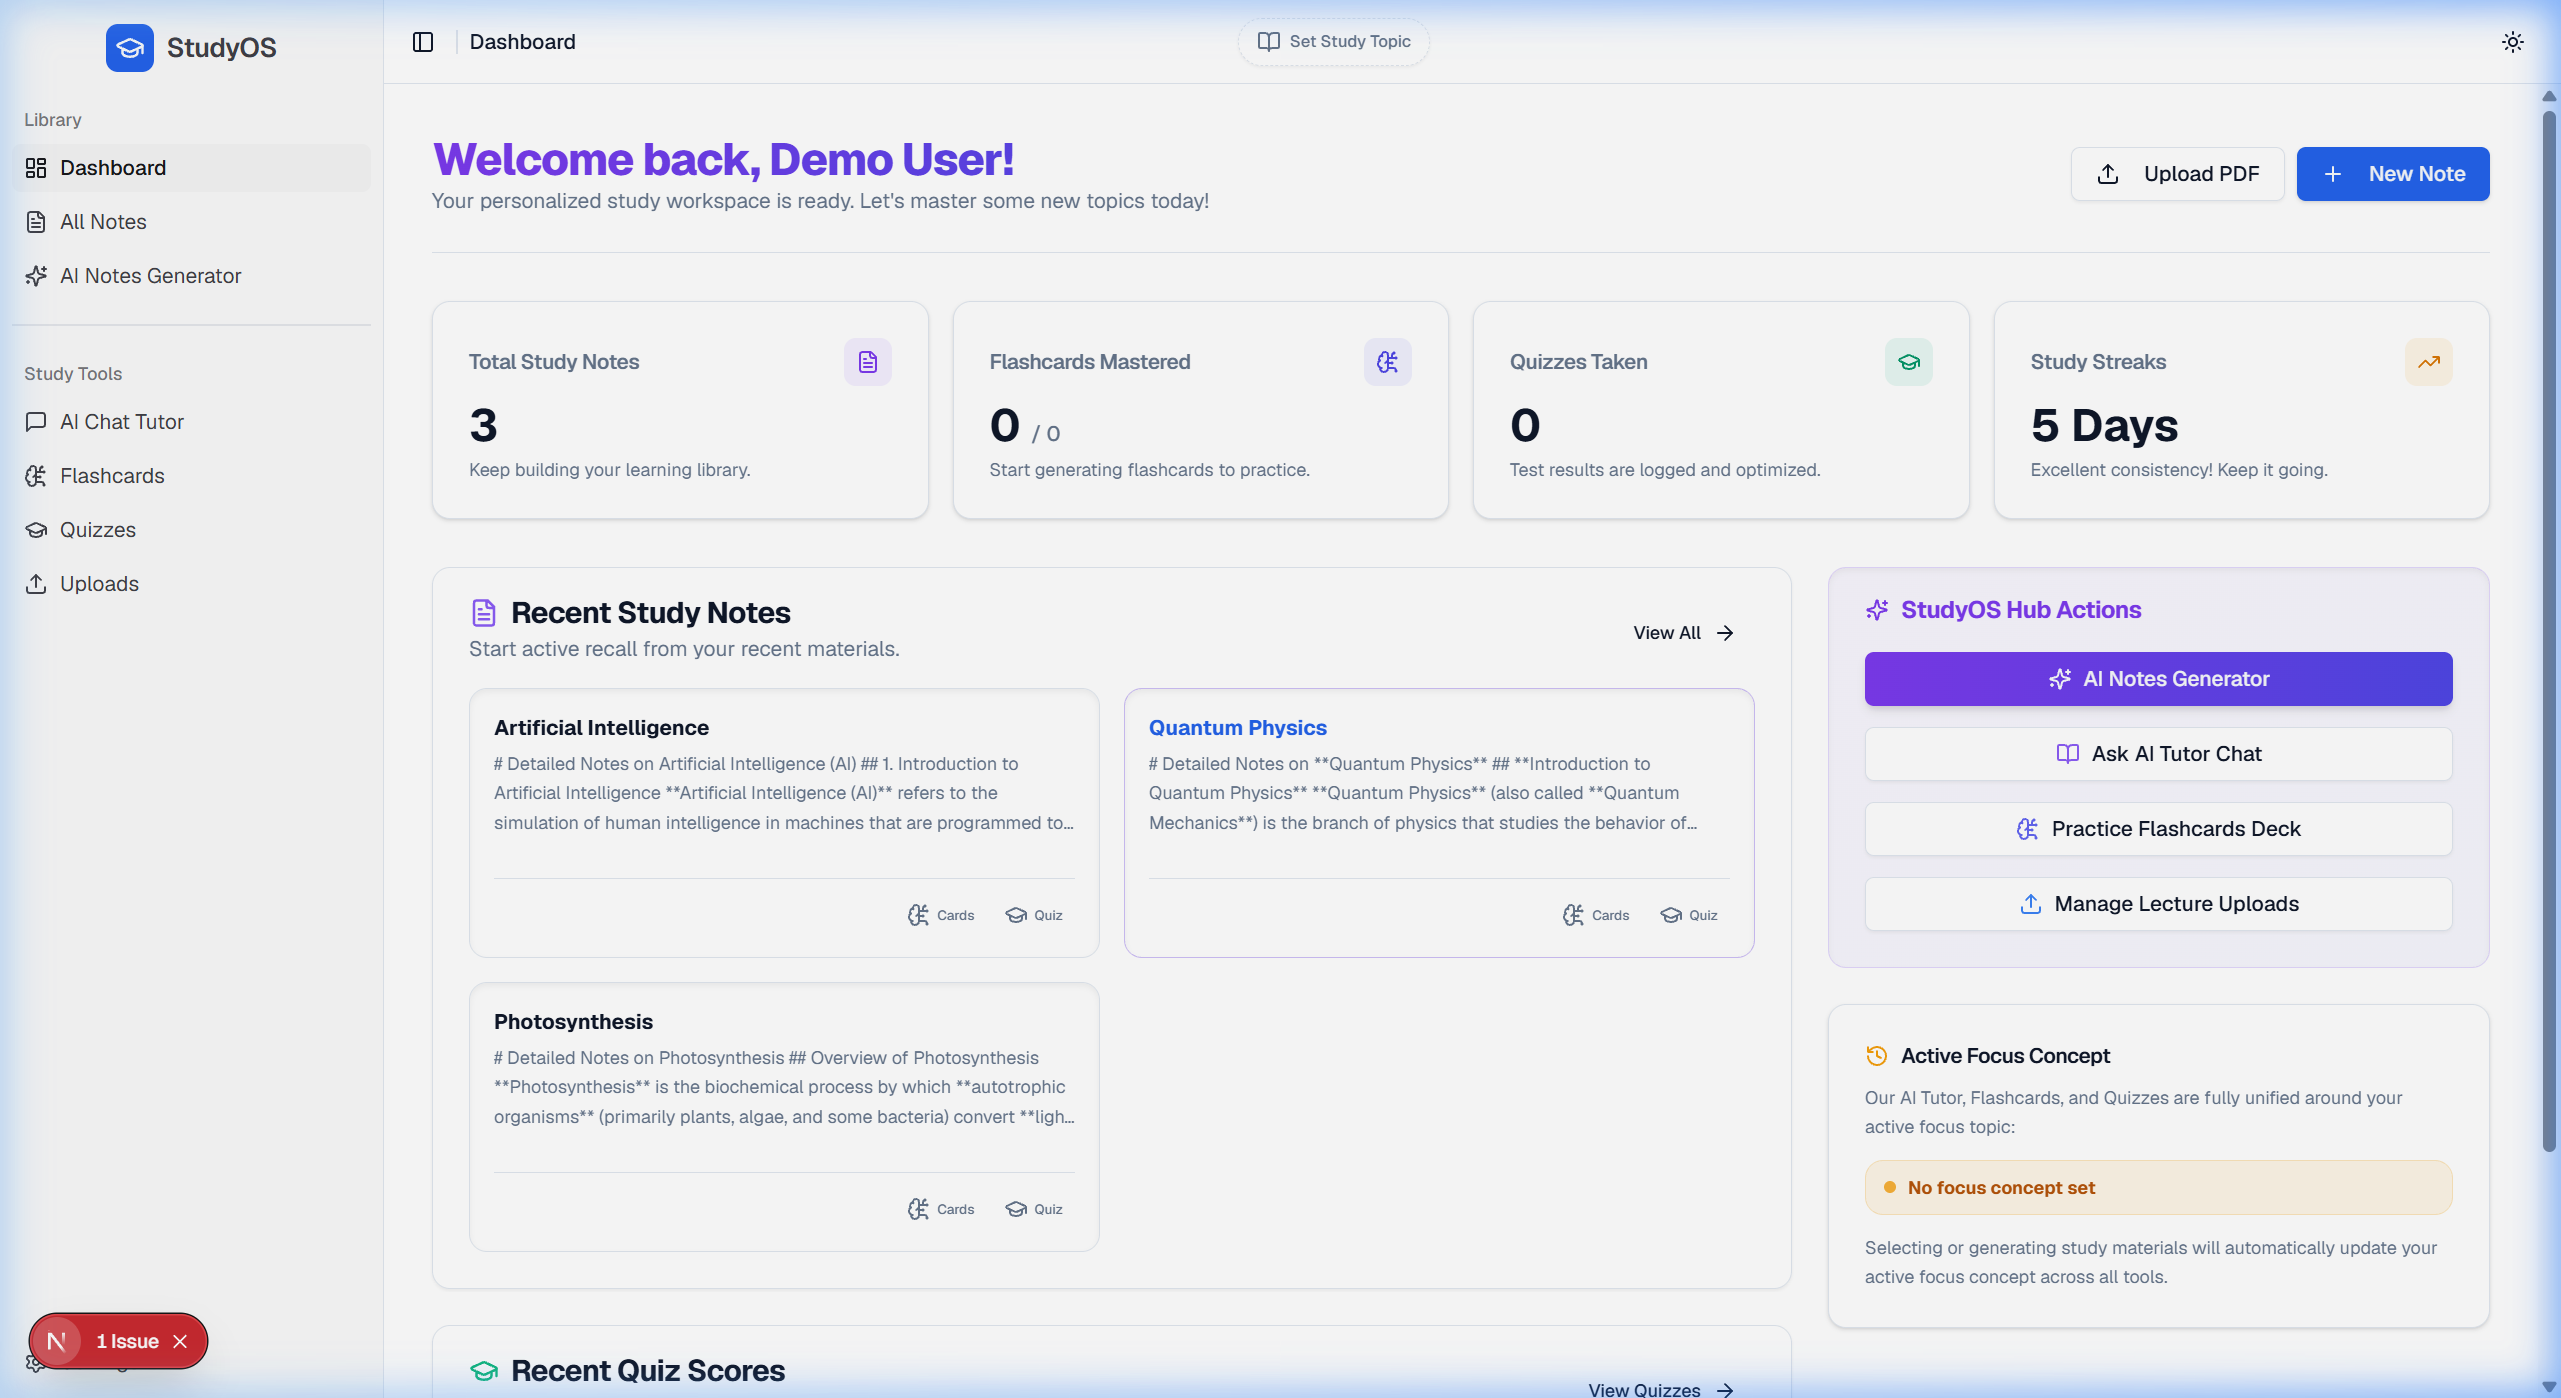 StudyOS
Library
Dashboard
All Notes
AI Notes Generator
Study Tools
AI Chat Tutor
Flashcards
Quizzes
Uploads
N 1 Issue
Dashboard
Set Study Topic
Welcome back, Demo User!
Your personalized study workspace is ready. Let's master some new topics today!
Upload PDF
New Note
Total Study Notes
3
Keep building your learning library.
Flashcards Mastered
0 / 0
Start generating flashcards to practice.
Quizzes Taken
0
Test results are logged and optimized.
Study Streaks
5 Days
Excellent consistency! Keep it going.
Recent Study Notes
Start active recall from your recent materials.
View All
Artificial Intelligence
# Detailed Notes on Artificial Intelligence (AI) ## 1. Introduction to
Artificial Intelligence **Artificial Intelligence (AI)** refers to the
simulation of human intelligence in machines that are programmed to...
Cards Quiz
Quantum Physics
# Detailed Notes on **Quantum Physics** ## **Introduction to
Quantum Physics** **Quantum Physics** (also called **Quantum
Mechanics**) is the branch of physics that studies the behavior of...
Cards Quiz
Photosynthesis
# Detailed Notes on Photosynthesis ## Overview of Photosynthesis
**Photosynthesis** is the biochemical process by which **autotrophic
organisms** (primarily plants, algae, and some bacteria) convert **ligh...
Cards Quiz
StudyOS Hub Actions
AI Notes Generator
Ask AI Tutor Chat
Practice Flashcards Deck
Manage Lecture Uploads
Active Focus Concept
Our AI Tutor, Flashcards, and Quizzes are fully unified around your
active focus topic:
No focus concept set
Selecting or generating study materials will automatically update your
active focus concept across all tools.
Recent Quiz Scores
View Quizzes